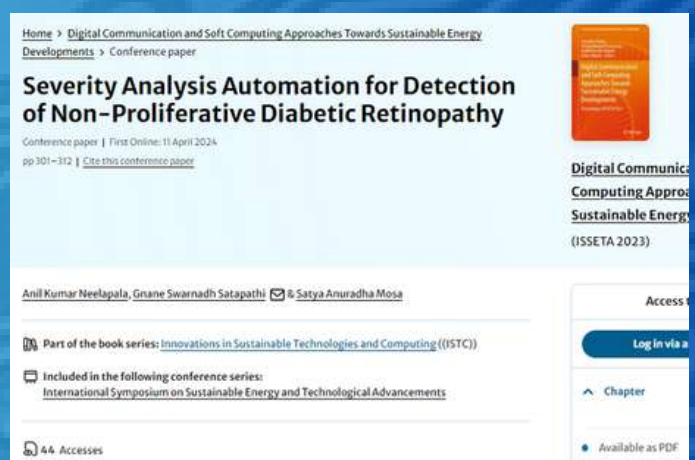 Home > Digital Communication and Soft Computing Approaches Towards Sustainable Energy
Developments > Conference paper
Severity Analysis Automation for Detection
of Non-Proliferative Diabetic Retinopathy
Conference paper | First Online: 11 April 2024
pp 301–312 | Cite this conference paper
Anil Kumar Neelapala, Gnane Swarnadh Satapathi & Satya Anuradha Mosa
Part of the book series: Innovations in Sustainable Technologies and Computing ((ISTC))
Included in the following conference series:
International Symposium on Sustainable Energy and Technological Advancements
44 Accesses
Digital Communica
Computing Approa
Sustainable Energy
(ISSETA 2023)
Access t
Log in via a
Chapter
Available as PDF